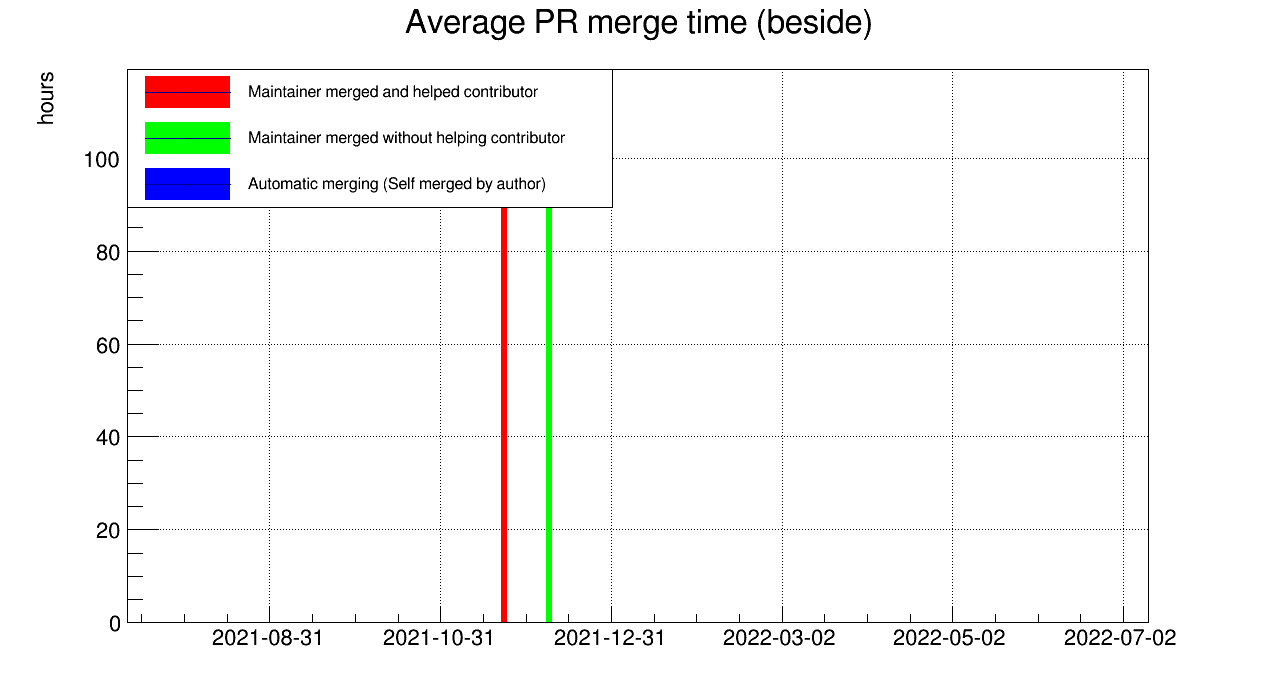 Average PR merge time (beside)
hours
Maintainer merged and helped contributor
Maintainer merged without helping contributor
Automatic merging (Self merged by author)
100
80
60
40
20
0
2021-08-31 2021-10-31 2021-12-31 2022-03-02 2022-05-02 2022-07-02